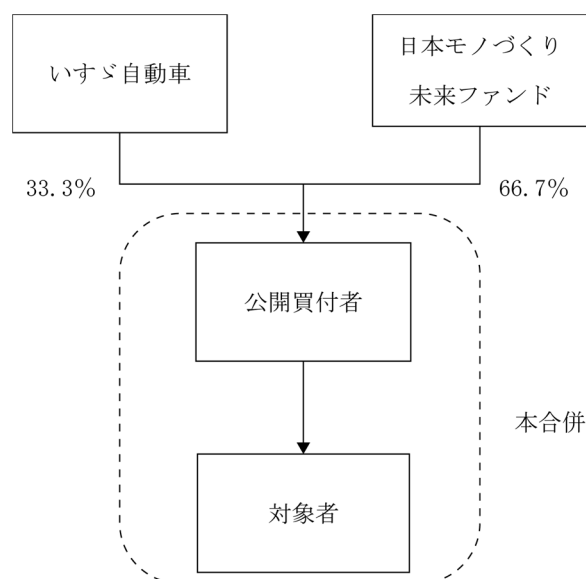 いすゞ自動車
日本モノづくり
未来ファンド
33.3%
66.7%
公開買付者
本合併
対象者